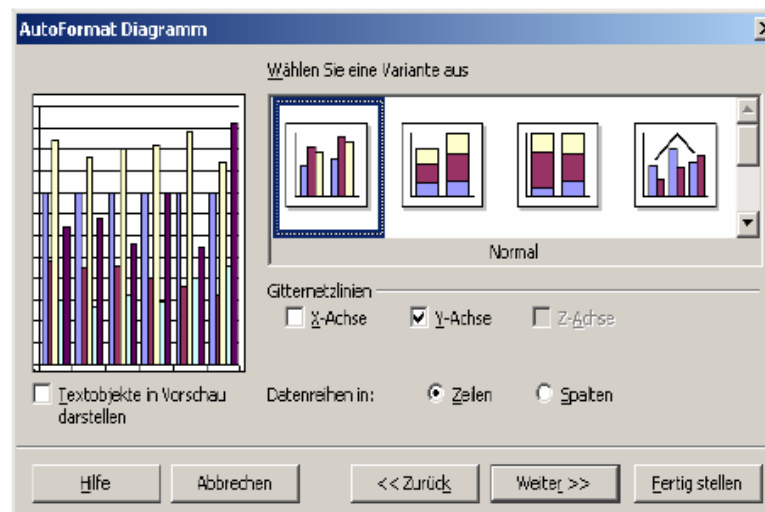 AutoFormat Diagramm
Wählen Sie eine Variante aus
Normal
Gitternetzlinien
X-Achse Y-Achse Z-Achse
Textobjekte in Vorschau
darstellen
Datenreihen in: Zeilen Spalten
Hilfe Abbrechen << Zurück Weiter >> Fertig stellen